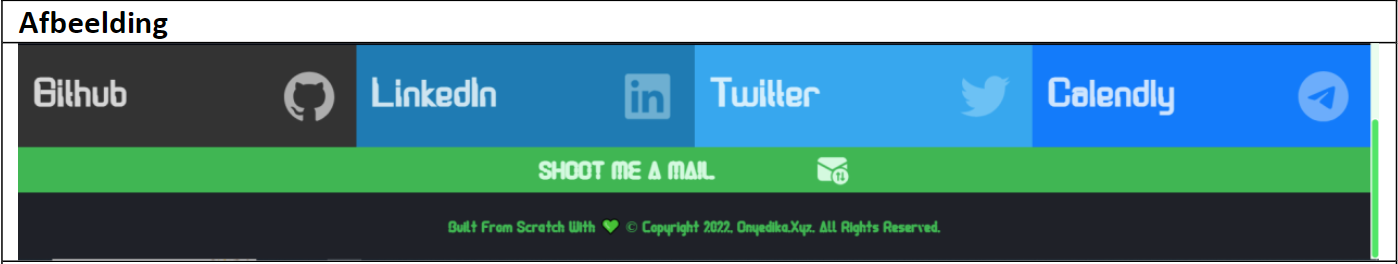 Afbeelding
Github LinkedIn Twitter Calendly
SHOOT ME A MAIL
Built From Scratch With 💚 © Copyright 2022, Onyedika.Xyz. All Rights Reserved.